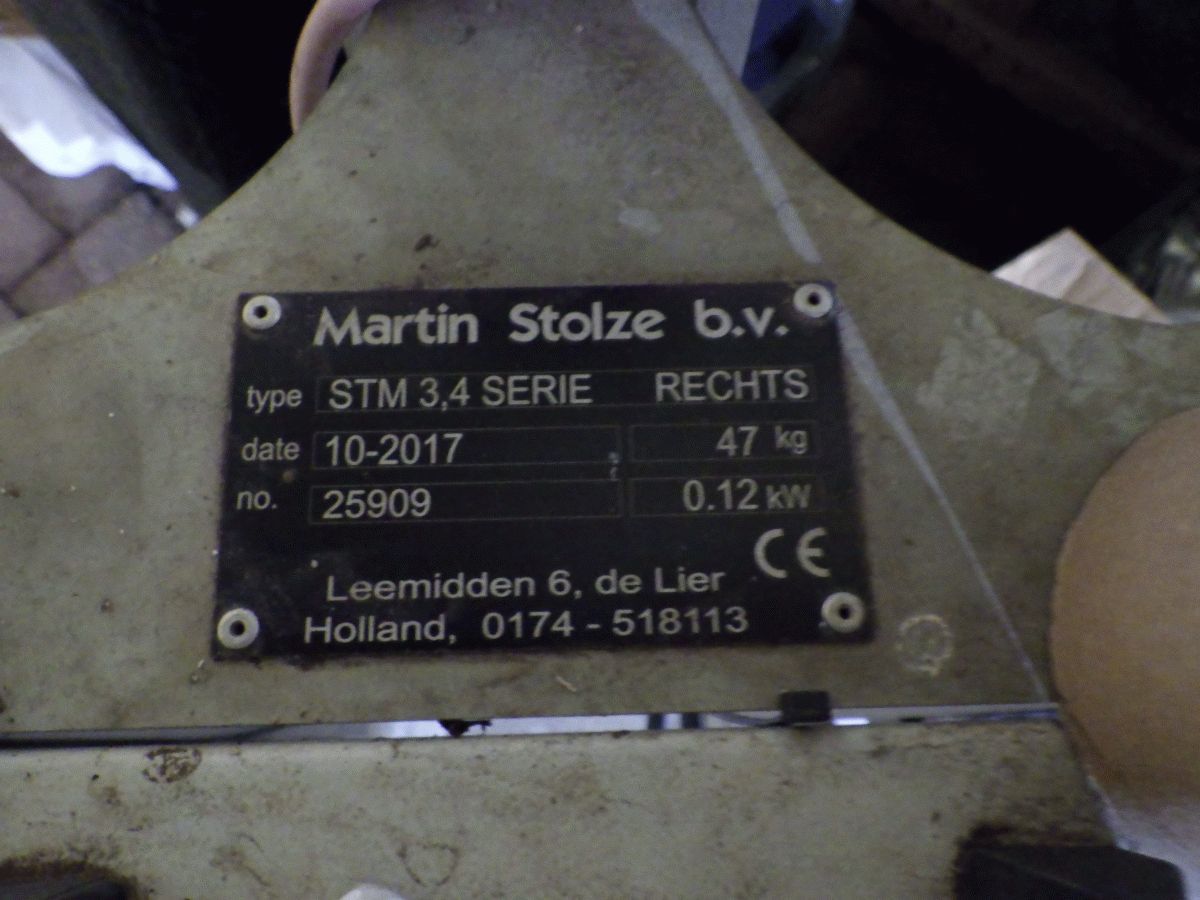 Martin Stolze b.v.
type STM 3,4 SERIE RECHTS
date 10-2017 47 kg
no. 25909 0.12 kW
CE
Leemidden 6, de Lier
Holland, 0174 - 518113